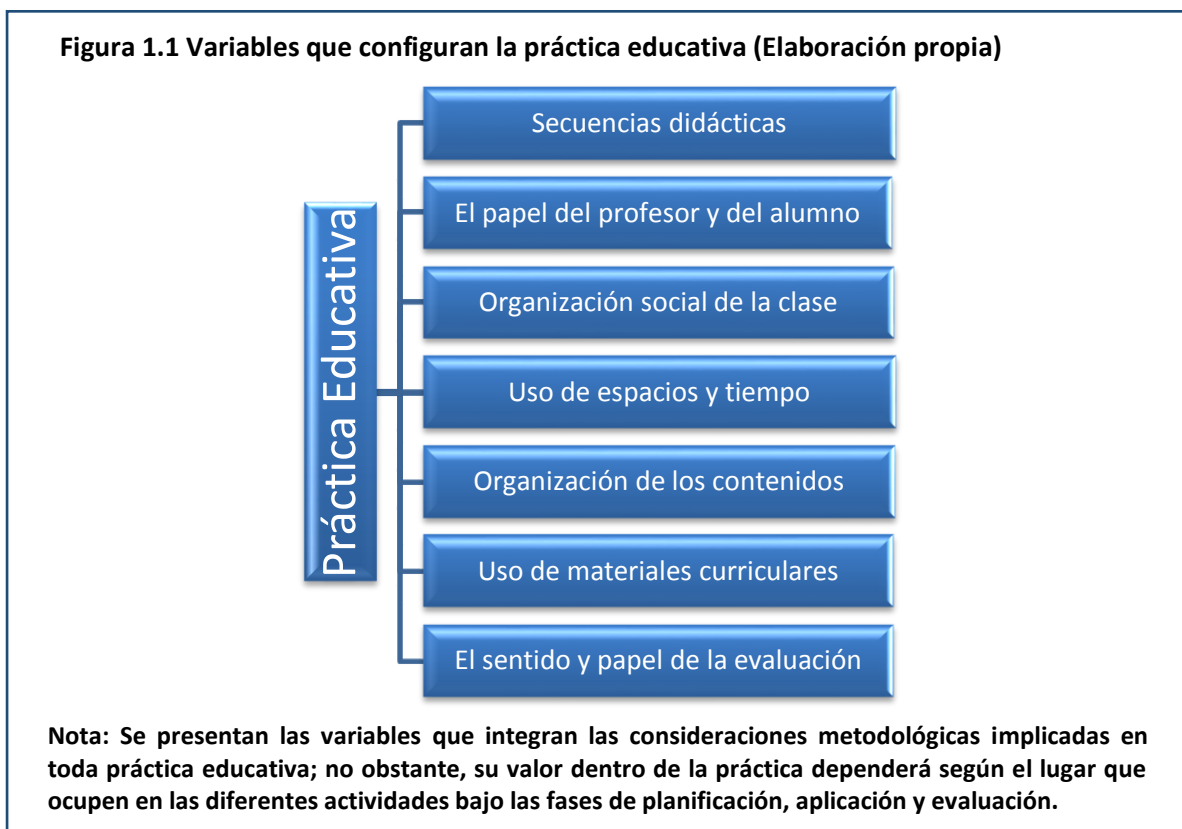 Figura 1.1 Variables que configuran la práctica educativa (Elaboración propia)
Práctica Educativa
Secuencias didácticas
El papel del profesor y del alumno
Organización social de la clase
Uso de espacios y tiempo
Organización de los contenidos
Uso de materiales curriculares
El sentido y papel de la evaluación
Nota: Se presentan las variables que integran las consideraciones metodológicas implicadas en
toda práctica educativa; no obstante, su valor dentro de la práctica dependerá según el lugar que
ocupen en las diferentes actividades bajo las fases de planificación, aplicación y evaluación.